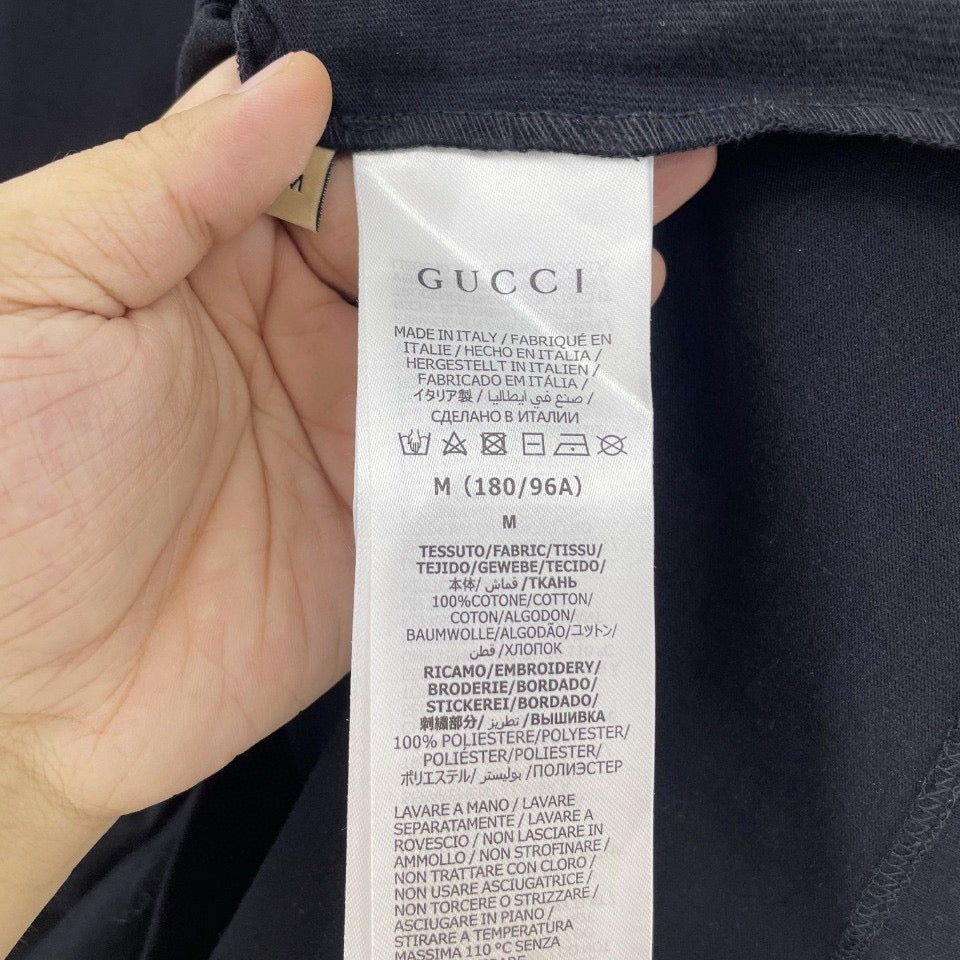 M
GUCCI
MADE IN ITALY / FABRIQUÉ EN
ITALIE / HECHO EN ITALIA /
HERGESTELLT IN ITALIEN /
FABRICADO EM ITÁLIA /
イタリア製 / صنع في ايطاليا /
СДЕЛАНО В ИТАЛИИ
M (180/96A)
M
TESSUTO/FABRIC/TISSU/
TEJIDO/GEWEBE/TECIDO/
本体/ قماش /ТКАНЬ
100%COTONE/COTTON/
COTON/ALGODON/
BAUMWOLLE/ALGODÃO/コットン/
قطن /ХЛОПОК
RICAMO/EMBROIDERY/
BRODERIE/BORDADO/
STICKEREI/BORDADO/
刺繍部分/ تطريز /ВЫШИВКА
100% POLIESTERE/POLYESTER/
POLIÉSTER/POLIESTER/
ポリエステル/ بوليستر /ПОЛИЭСТЕР
LAVARE A MANO / LAVARE
SEPARATAMENTE / LAVARE A
ROVESCIO / NON LASCIARE IN
AMMOLLO / NON STROFINARE /
NON TRATTARE CON CLORO /
NON USARE ASCIUGATRICE /
NON TORCERE O STRIZZARE /
ASCIUGARE IN PIANO /
STIRARE A TEMPERATURA
MASSIMA 110 °C SENZA